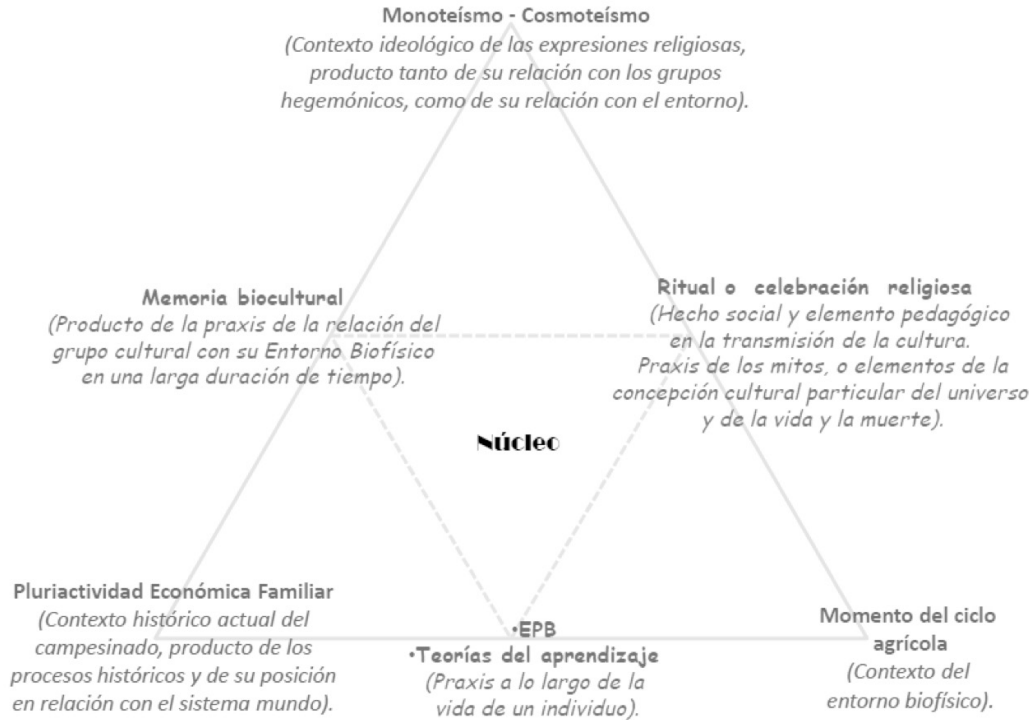 Monoteísmo - Cosmoteísmo
(Contexto ideológico de las expresiones religiosas,
producto tanto de su relación con los grupos
hegemónicos, como de su relación con el entorno).
Memoria biocultural
(Producto de la praxis de la relación del
grupo cultural con su Entorno Biofísico
en una larga duración de tiempo).
Ritual o celebración religiosa
(Hecho social y elemento pedagógico
en la transmisión de la cultura.
Praxis de los mitos, o elementos de la
concepción cultural particular del universo
y de la vida y la muerte).
Núcleo
Pluriactividad Económica Familiar
(Contexto histórico actual del
campesinado, producto de los
procesos históricos y de su posición
en relación con el sistema mundo).
•EPB
•Teorías del aprendizaje
(Praxis a lo largo de la
vida de un individuo).
Momento del ciclo
agrícola
(Contexto del
entorno biofísico).